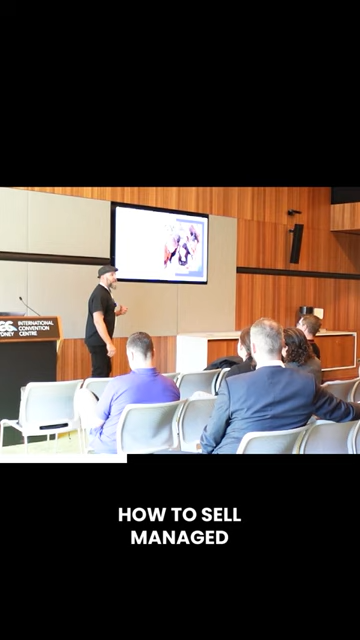 INTERNATIONAL
CONVENTION
CENTRE
HOW TO SELL
MANAGED